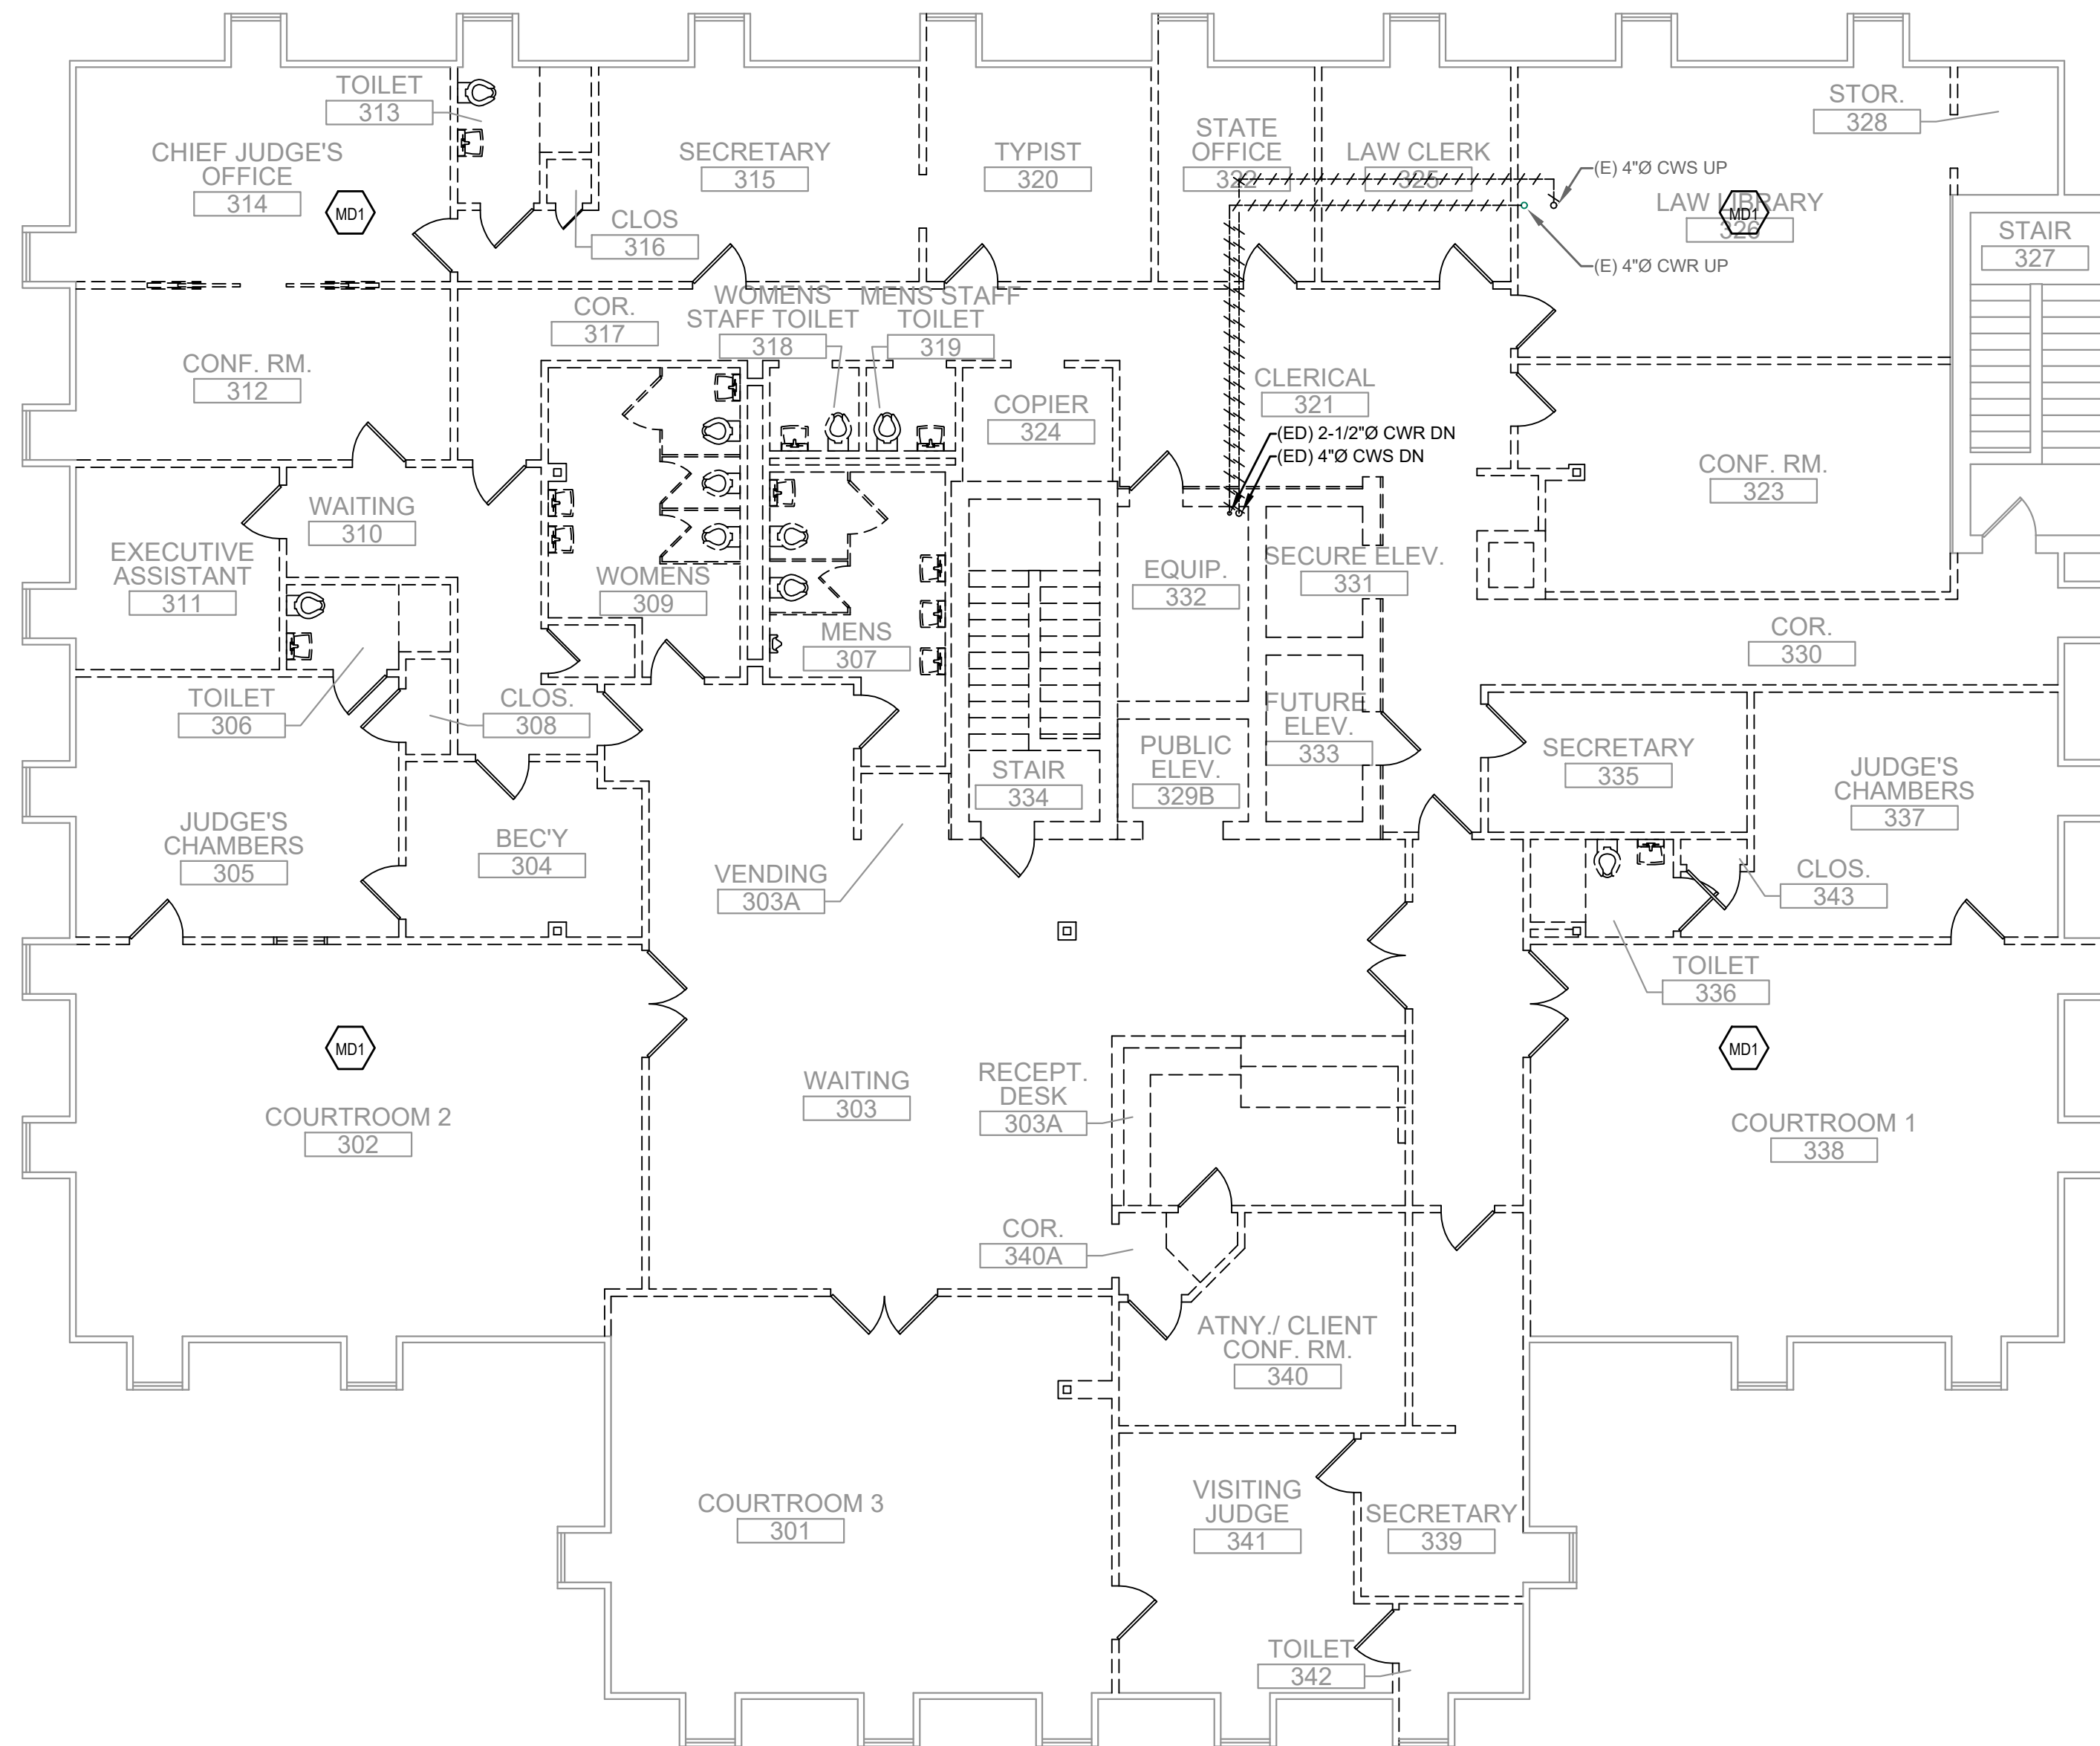 TOILET
313
CHIEF JUDGE'S
OFFICE
314
MD1
SECRETARY
315
CLOS
316
TYPIST
320
STATE
OFFICE
322
LAW CLERK
325
(E) 4"Ø CWS UP
(E) 4"Ø CWR UP
LAW LIBRARY
326
MD1
STOR.
328
STAIR
327
COR.
317
WOMENS
STAFF TOILET
318
MENS STAFF
TOILET
319
CONF. RM.
312
COPIER
324
CLERICAL
321
(ED) 2-1/2"Ø CWR DN
(ED) 4"Ø CWS DN
CONF. RM.
323
WAITING
310
EXECUTIVE
ASSISTANT
311
WOMENS
309
MENS
307
EQUIP.
332
SECURE ELEV.
331
COR.
330
TOILET
306
CLOS.
308
STAIR
334
PUBLIC
ELEV.
329B
FUTURE
ELEV.
333
SECRETARY
335
JUDGE'S
CHAMBERS
337
JUDGE'S
CHAMBERS
305
BEC'Y
304
VENDING
303A
CLOS.
343
TOILET
336
MD1
COURTROOM 2
302
WAITING
303
RECEPT.
DESK
303A
MD1
COURTROOM 1
338
COR.
340A
ATNY./ CLIENT
CONF. RM.
340
COURTROOM 3
301
VISITING
JUDGE
341
SECRETARY
339
TOILET
342